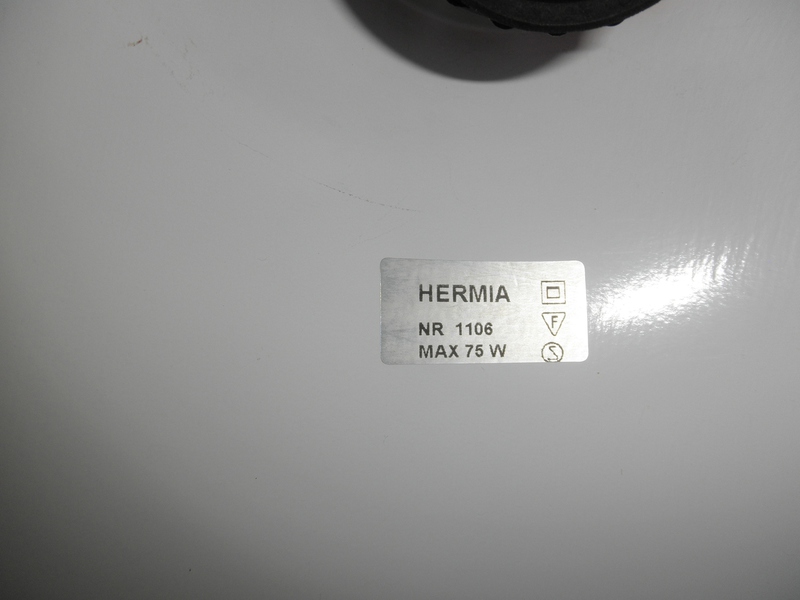 HERMIA
NR 1106
MAX 75 W
F
S